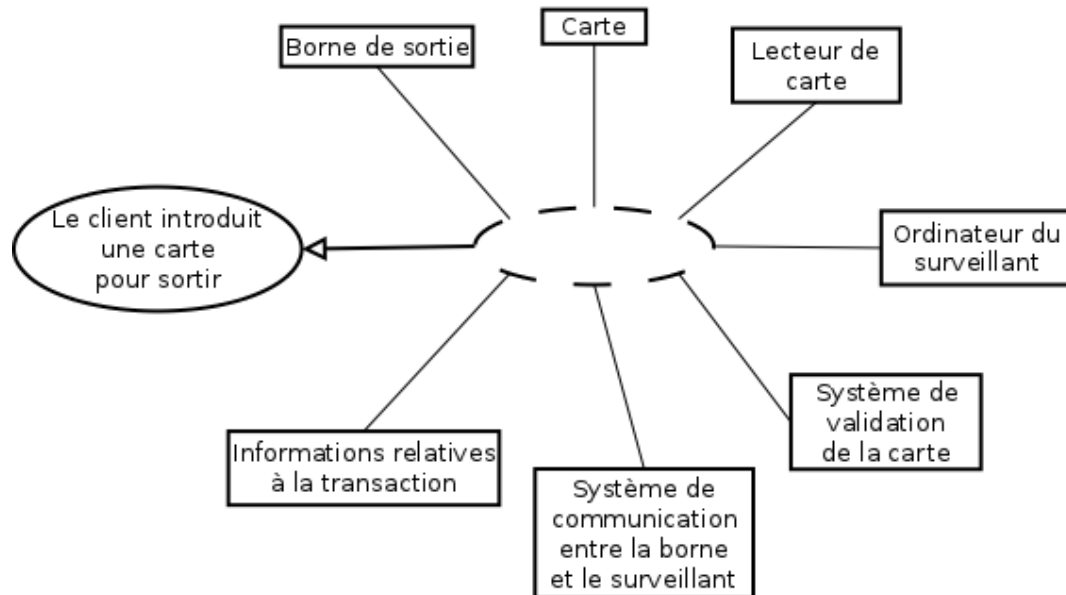 Borne de sortie
Carte
Lecteur de
carte
Le client introduit
une carte
pour sortir
Ordinateur du
surveillant
Informations relatives
à la transaction
Système de
communication
entre la borne
et le surveillant
Système de
validation
de la carte